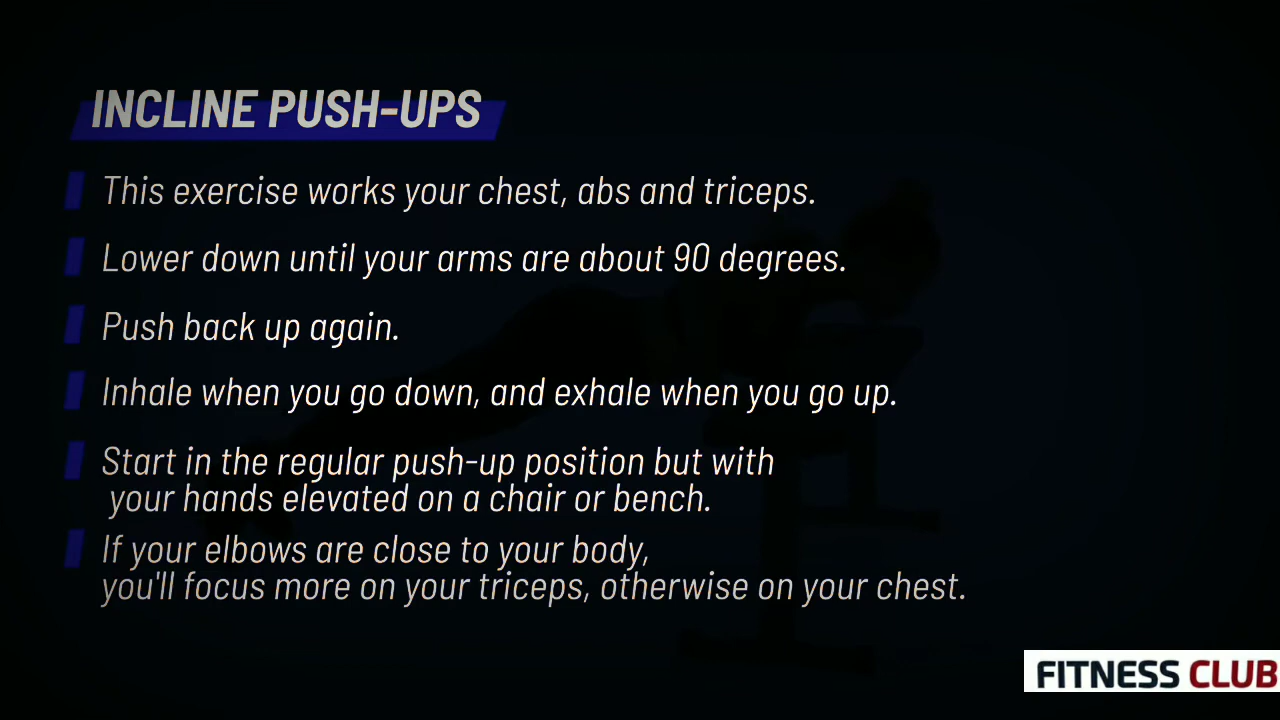 INCLINE PUSH-UPS
This exercise works your chest, abs and triceps.
Lower down until your arms are about 90 degrees.
Push back up again.
Inhale when you go down, and exhale when you go up.
Start in the regular push-up position but with
your hands elevated on a chair or bench.
If your elbows are close to your body,
you'll focus more on your triceps, otherwise on your chest.
FITNESS CLUB